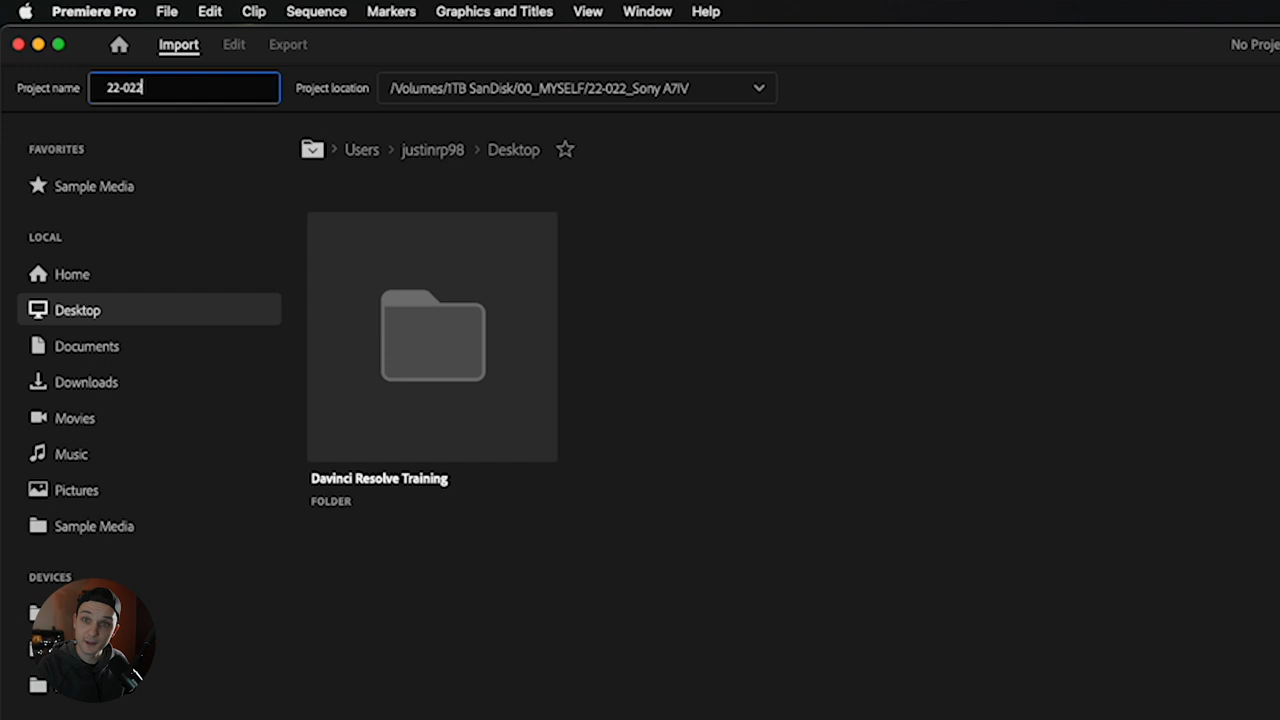 Premiere Pro File Edit Clip Sequence Markers Graphics and Titles View Window Help
Import Edit Export No Proje
Project name 22-022 Project location /Volumes/1TB SanDisk/00_MYSELF/22-022_Sony A7IV
Users > justinrp98 > Desktop
FAVORITES
Sample Media
LOCAL
Home
Desktop
Documents
Downloads
Movies
Music
Pictures
Sample Media
DEVICES
Davinci Resolve Training
FOLDER